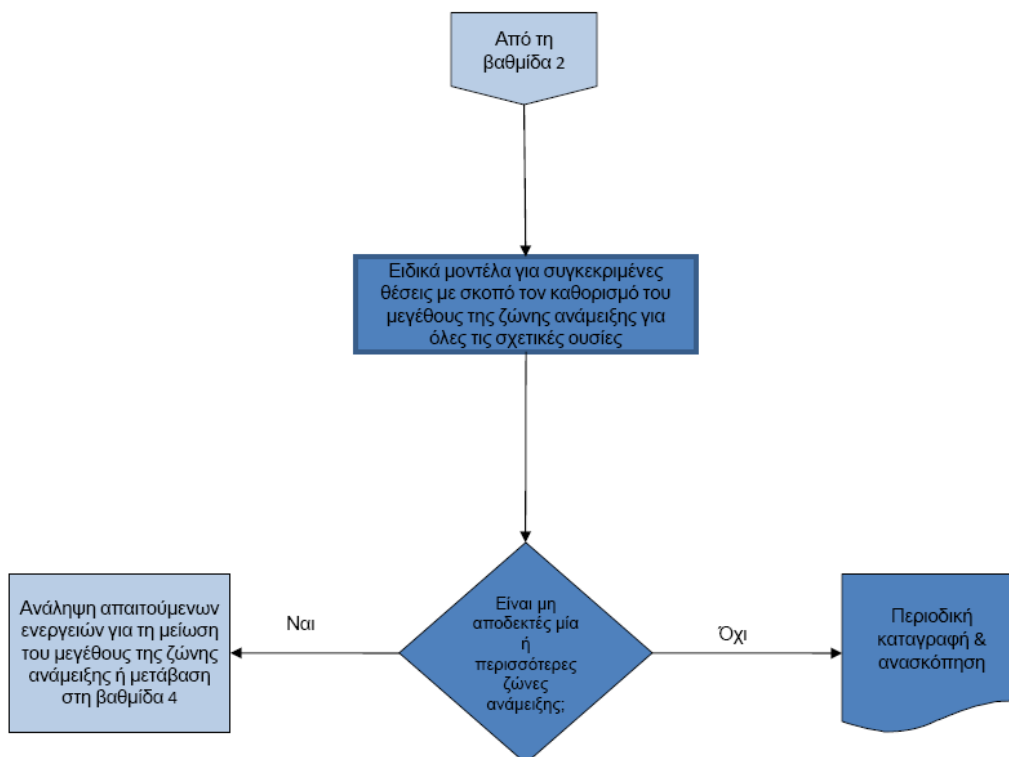 Από τη
βαθμίδα 2
Ειδικά μοντέλα για συγκεκριμένες
θέσεις με σκοπό τον καθορισμό του
μεγέθους της ζώνης ανάμειξης για
όλες τις σχετικές ουσίες
Ανάληψη απαιτούμενων
ενεργειών για τη μείωση
του μεγέθους της ζώνης
ανάμειξης ή μετάβαση
στη βαθμίδα 4
Ναι
Είναι μη
αποδεκτές μία
ή
περισσότερες
ζώνες
ανάμειξης;
Όχι
Περιοδική
καταγραφή &
ανασκόπηση